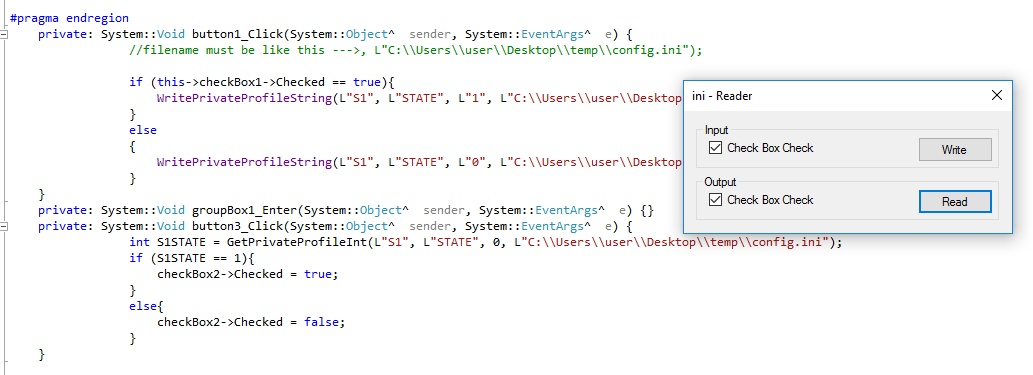 #pragma endregion
private: System::Void button1_Click(System::Object^  sender, System::EventArgs^  e) {
//filename must be like this --->, L"C:\\Users\\user\\Desktop\\temp\\config.ini");
if (this->checkBox1->Checked == true){
WritePrivateProfileString(L"S1", L"STATE", L"1", L"C:\\Users\\user\\Desktop
}
else
{
WritePrivateProfileString(L"S1", L"STATE", L"0", L"C:\\Users\\user\\Desktop
}
}
private: System::Void groupBox1_Enter(System::Object^  sender, System::EventArgs^  e) {}
private: System::Void button3_Click(System::Object^  sender, System::EventArgs^  e) {
int S1STATE = GetPrivateProfileInt(L"S1", L"STATE", 0, L"C:\\Users\\user\\Desktop\\temp\\config.ini");
if (S1STATE == 1){
checkBox2->Checked = true;
}
else{
checkBox2->Checked = false;
}
}
ini - Reader
Input
Check Box Check
Write
Output
Check Box Check
Read